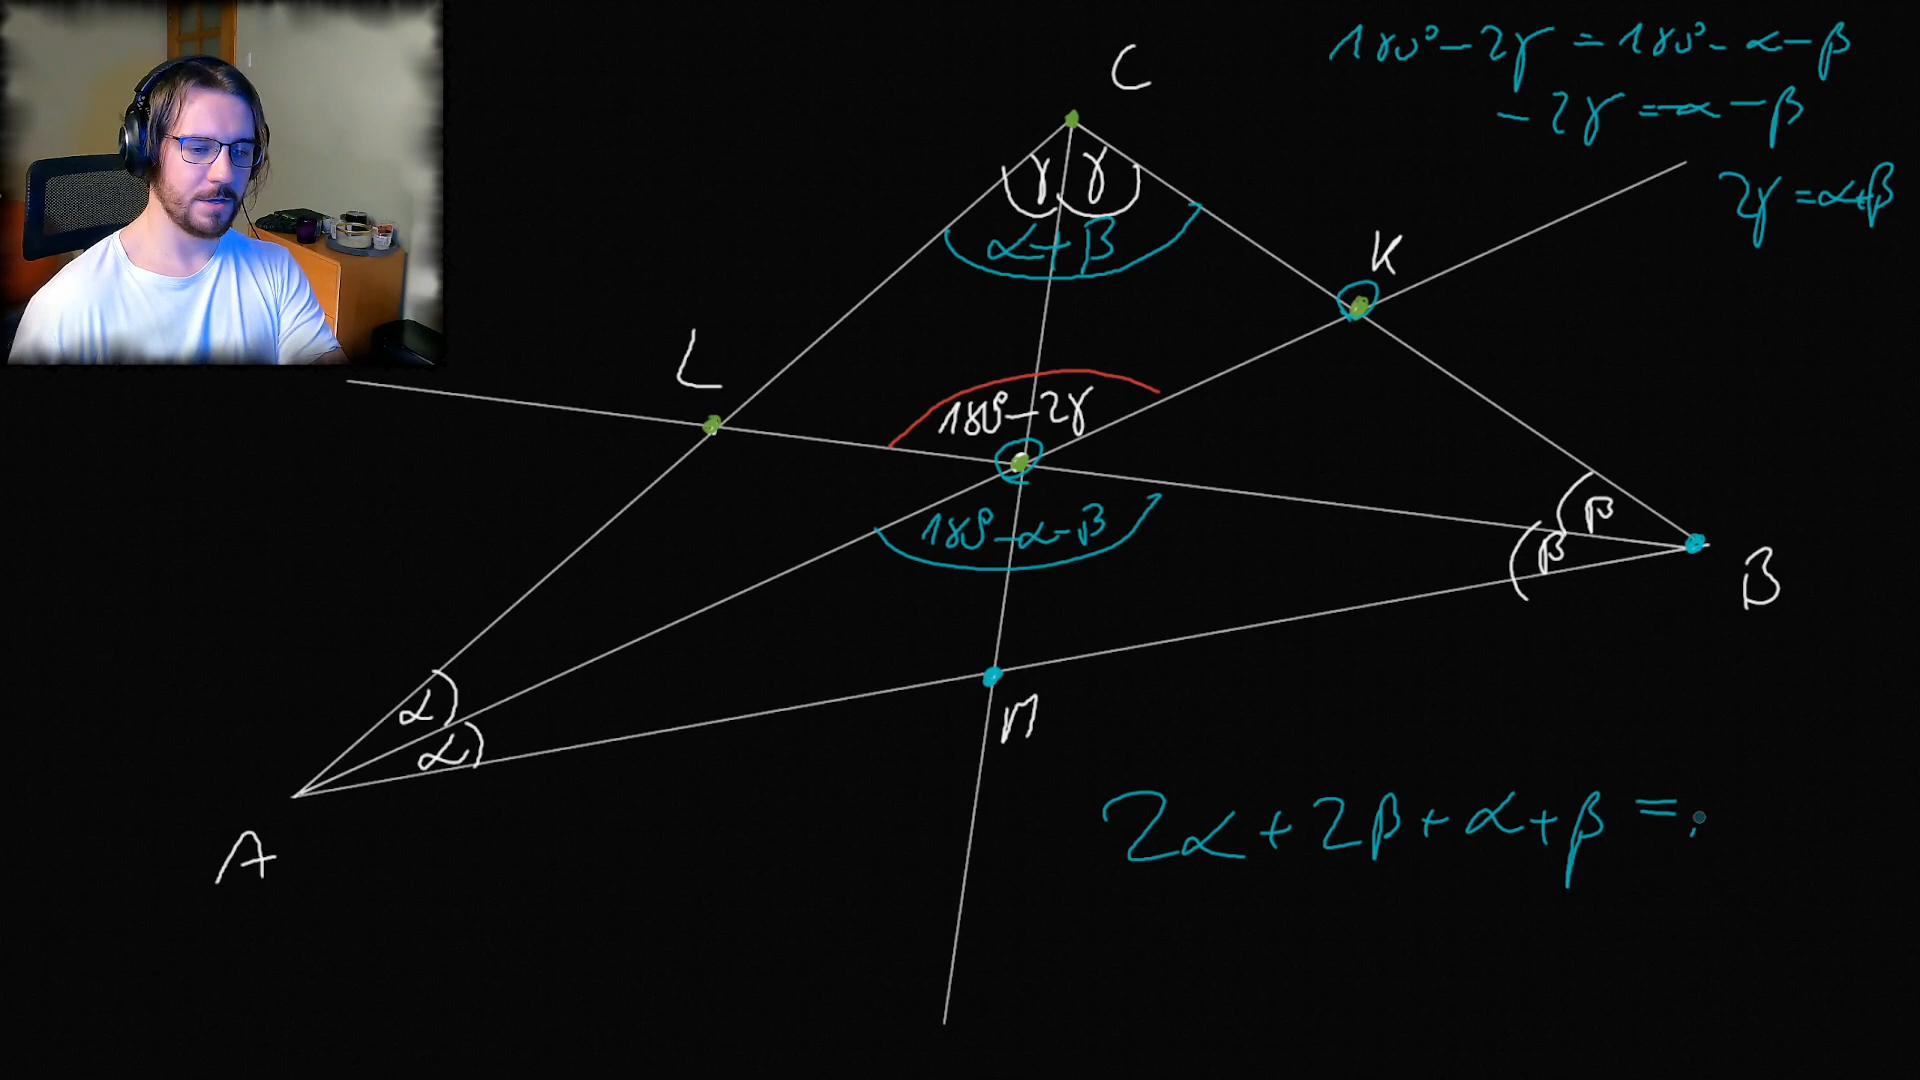 C
180° - 2γ = 180° - α - β
- 2γ = - α - β
2γ = α + β
γ γ
α + β
K
L
180° - 2γ
180° - α - β
β
β
B
α
α
M
2α + 2β + α + β =
A